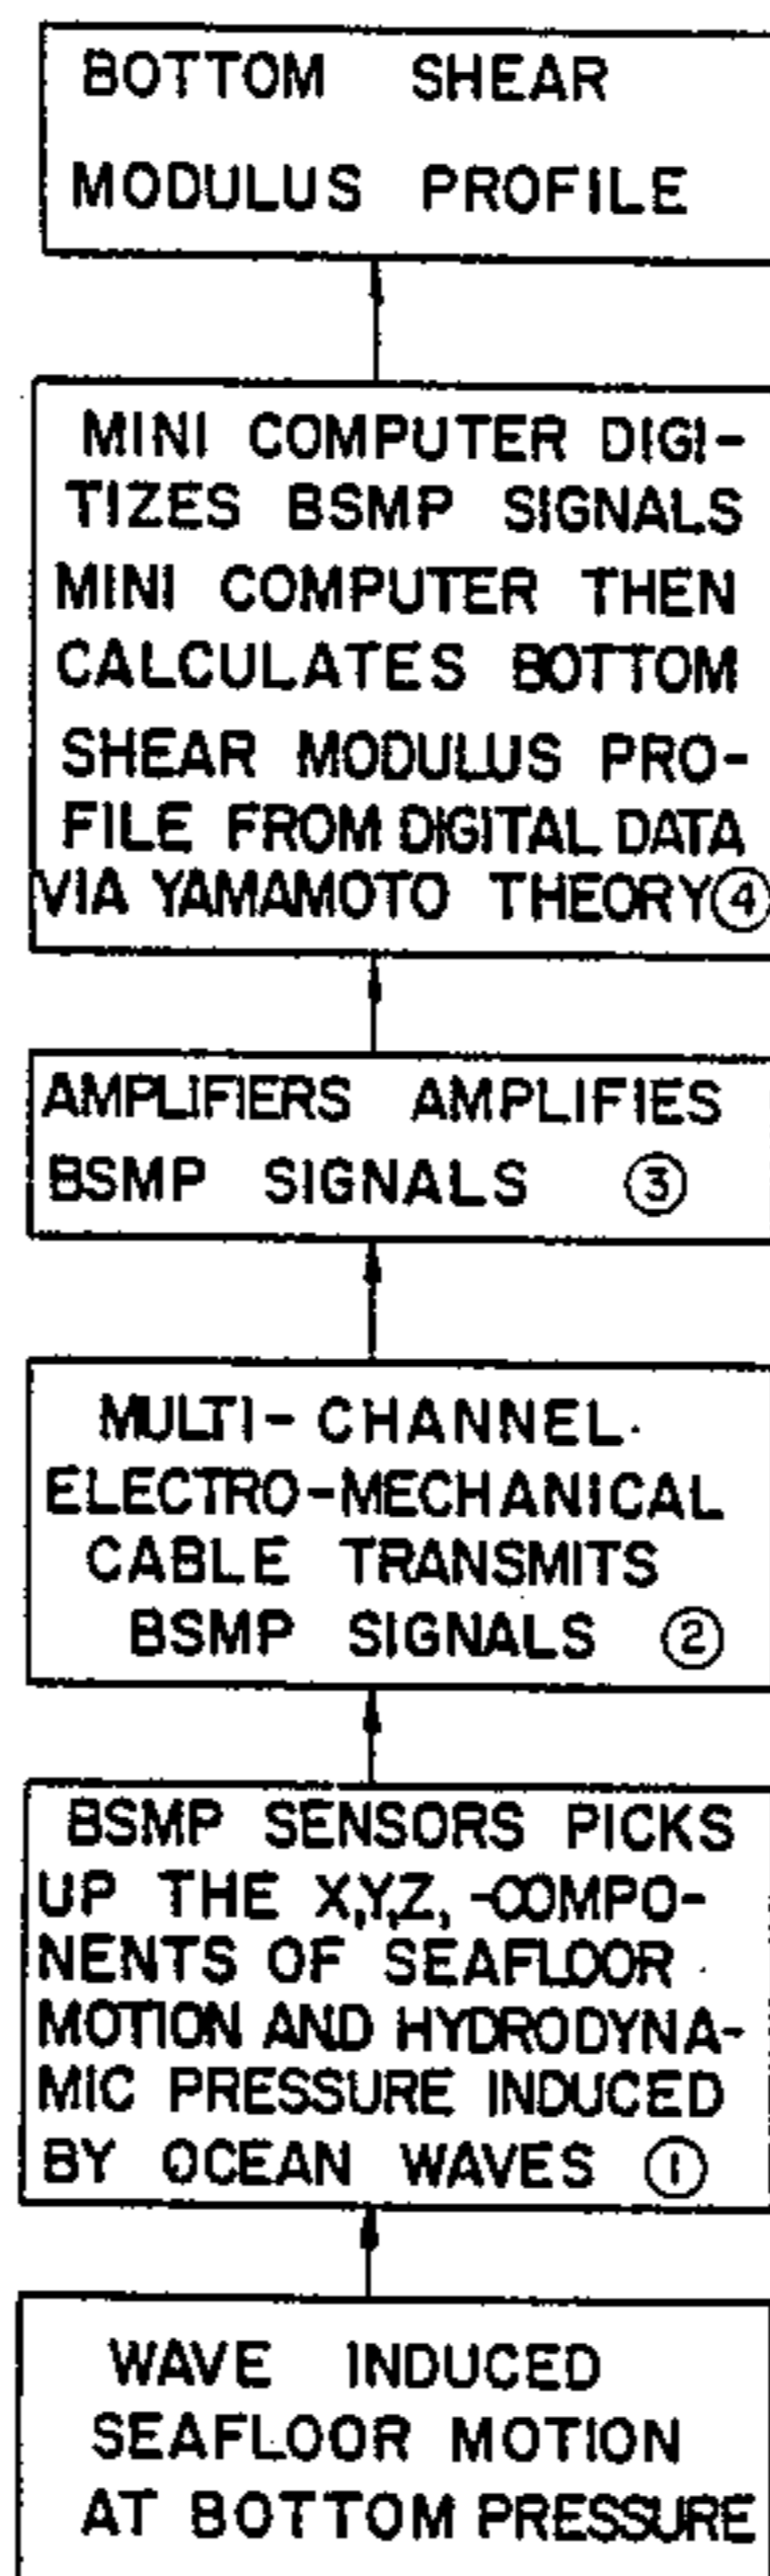 BOTTOM SHEAR
MODULUS PROFILE
MINI COMPUTER DIGI-
TIZES BSMP SIGNALS
MINI COMPUTER THEN
CALCULATES BOTTOM
SHEAR MODULUS PRO-
FILE FROM DIGITAL DATA
VIA YAMAMOTO THEORY ④
AMPLIFIERS AMPLIFIES
BSMP SIGNALS ③
MULTI-CHANNEL
ELECTRO-MECHANICAL
CABLE TRANSMITS
BSMP SIGNALS ②
BSMP SENSORS PICKS
UP THE X,Y,Z, -COMPO-
NENTS OF SEAFLOOR
MOTION AND HYDRODYNA-
MIC PRESSURE INDUCED
BY OCEAN WAVES ①
WAVE INDUCED
SEAFLOOR MOTION
AT BOTTOM PRESSURE